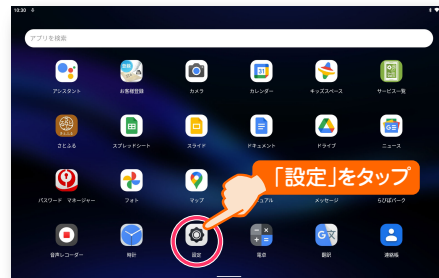 10:30
アプリを検索
アシスタント お客様登録 カメラ カレンダー キッズスペース サービス一覧
31
さとふる スプレッドシート スライド ドキュメント ドライブ ニュース
「設定」をタップ
パスワード マネージャー フォト マップ メッセージ らくらくパーク
音声レコーダー 時計 設定 電卓 翻訳 連絡帳